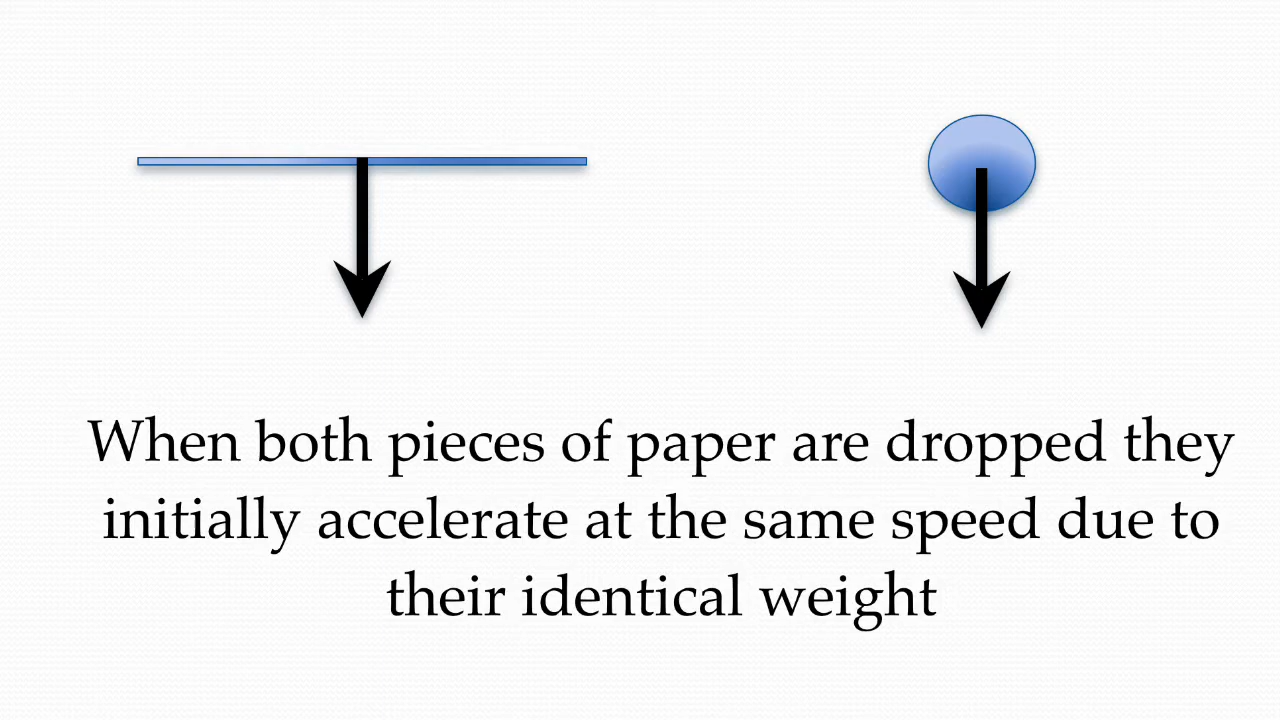 When both pieces of paper are dropped they
initially accelerate at the same speed due to
their identical weight